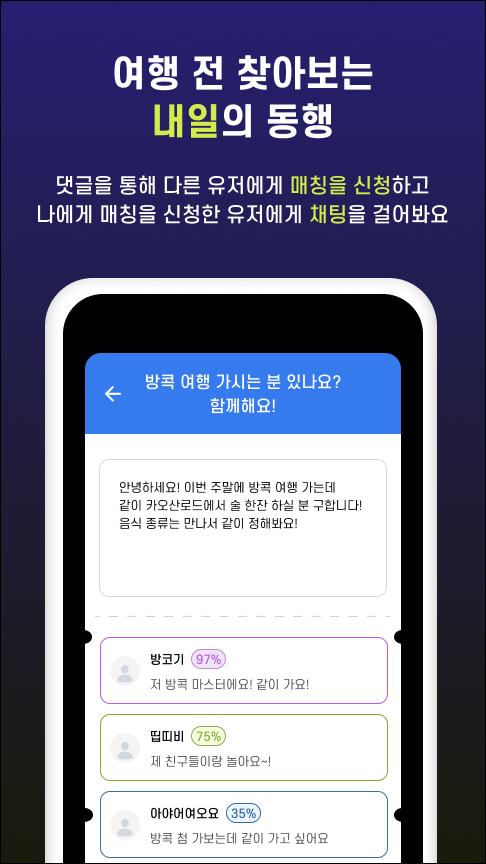 여행 전 찾아보는
내일의 동행
댓글을 통해 다른 유저에게 매칭을 신청하고
나에게 매칭을 신청한 유저에게 채팅을 걸어봐요
방콕 여행 가시는 분 있나요?
함께해요!
안녕하세요! 이번 주말에 방콕 여행 가는데
같이 카오산로드에서 술 한잔 하실 분 구합니다!
음식 종류는 만나서 같이 정해봐요!
방코기 97%
저 방콕 마스터에요! 같이 가요!
띱띠비 75%
제 친구들이랑 놀아요~!
아야어여오요 35%
방콕 첨 가보는데 같이 가고 싶어요